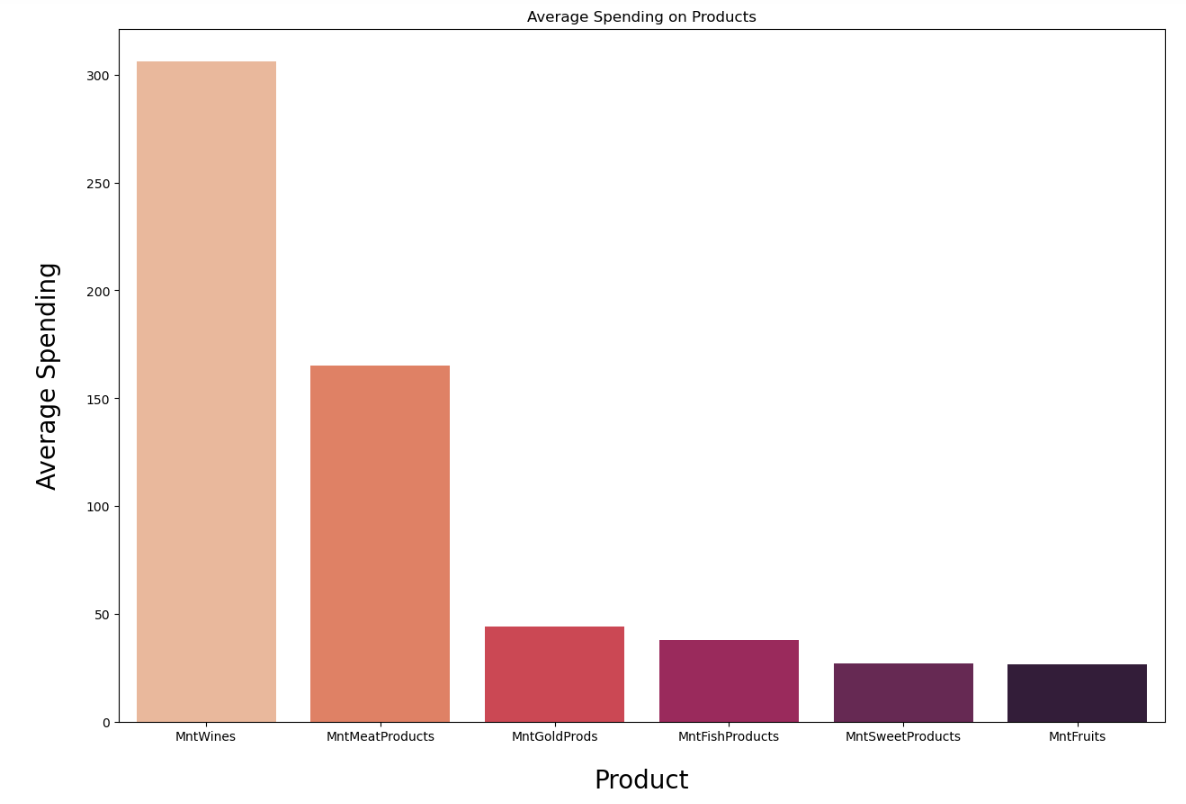 Average Spending on Products
300
250
200
150
100
50
0
Average Spending
MntWines MntMeatProducts MntGoldProds MntFishProducts MntSweetProducts MntFruits
Product